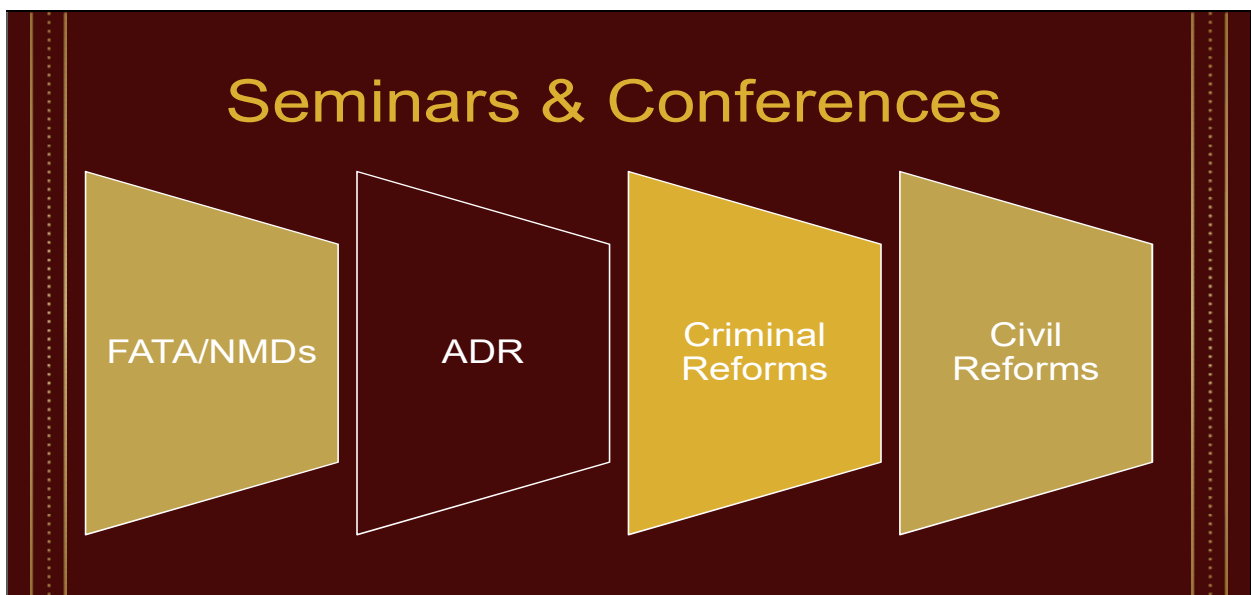 Seminars & Conferences
FATA/NMDs
ADR
Criminal
Reforms
Civil
Reforms